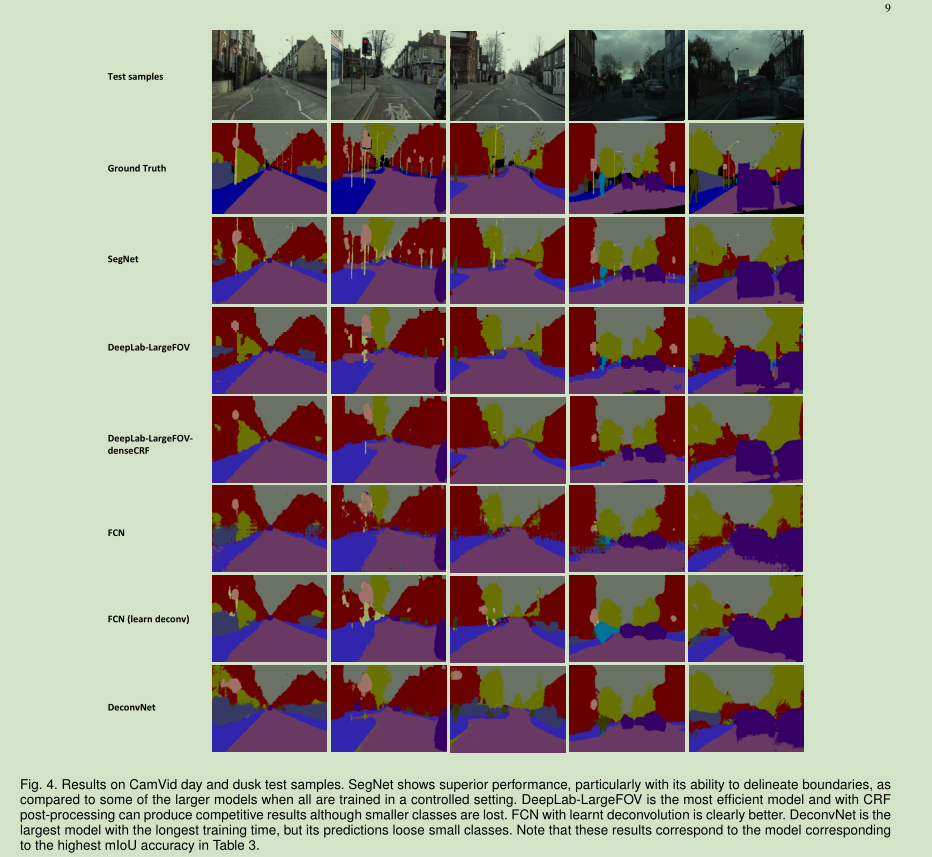 9
Test samples
Ground Truth
SegNet
DeepLab-LargeFOV
DeepLab-LargeFOV-
denseCRF
FCN
FCN (learn deconv)
DeconvNet
Fig. 4. Results on CamVid day and dusk test samples. SegNet shows superior performance, particularly with its ability to delineate boundaries, as
compared to some of the larger models when all are trained in a controlled setting. DeepLab-LargeFOV is the most efficient model and with CRF
post-processing can produce competitive results although smaller classes are lost. FCN with learnt deconvolution is clearly better. DeconvNet is the
largest model with the longest training time, but its predictions loose small classes. Note that these results correspond to the model corresponding
to the highest mIoU accuracy in Table 3.